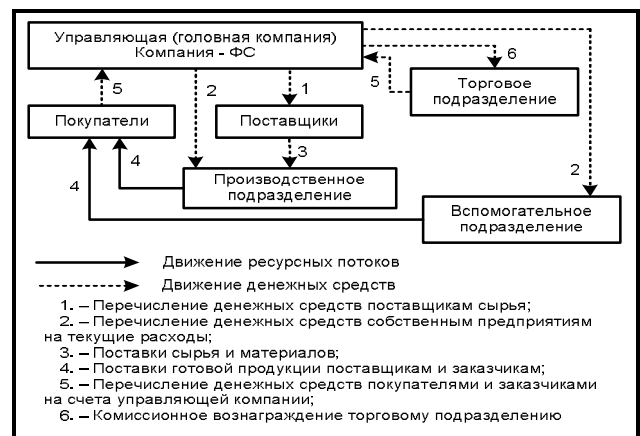 Управляющая (головная компания)
Компания - ФС
6
5
2
1
5
Торговое
подразделение
Покупатели
Поставщики
4
3
4
2
Производственное
подразделение
Вспомогательное
подразделение
Движение ресурсных потоков
Движение денежных средств
1. – Перечисление денежных средств поставщикам сырья;
2. – Перечисление денежных средств собственным предприятиям
на текущие расходы;
3. – Поставки сырья и материалов;
4. – Поставки готовой продукции поставщикам и заказчикам;
5. – Перечисление денежных средств покупателями и заказчиками
на счета управляющей компании;
6. – Комиссионное вознаграждение торговому подразделению